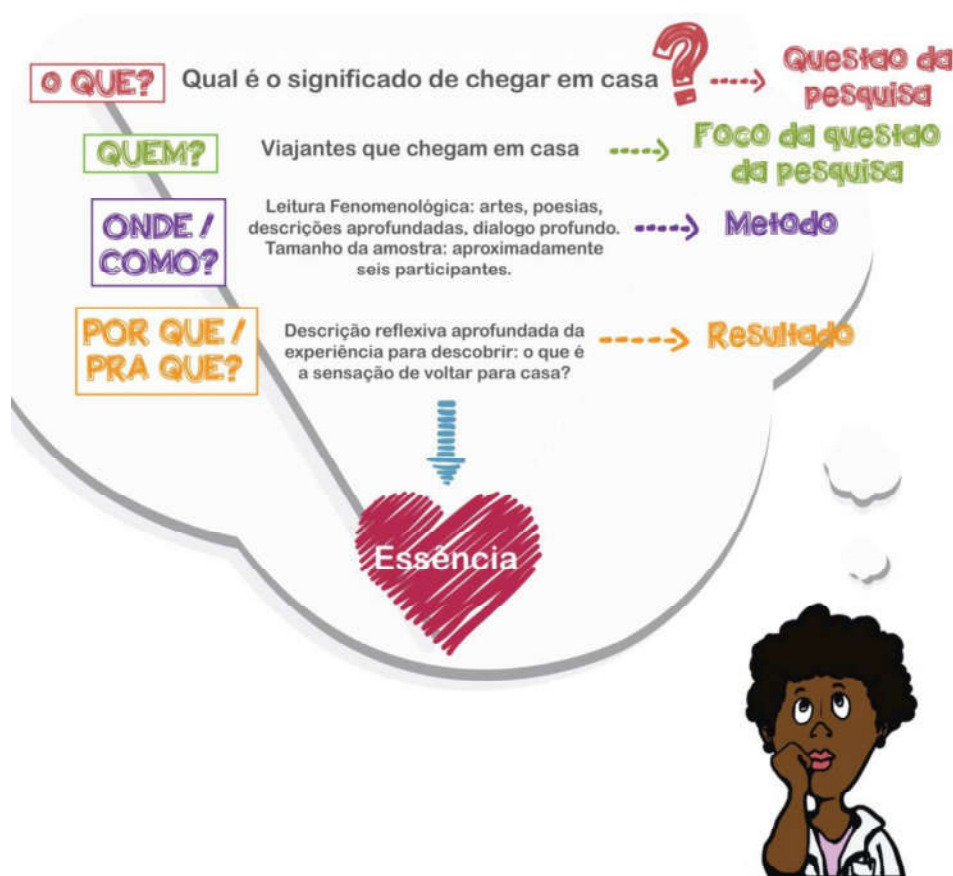 O QUE?
Qual é o significado de chegar em casa ?
Questao da
pesquisa
QUEM?
Viajantes que chegam em casa
Foco da questao
da pesquisa
ONDE /
COMO?
Leitura Fenomenológica: artes, poesias,
descrições aprofundadas, dialogo profundo.
Tamanho da amostra: aproximadamente
seis participantes.
Metodo
POR QUE /
PRA QUE?
Descrição reflexiva aprofundada da
experiência para descobrir: o que é
a sensação de voltar para casa?
Resultado
Essência